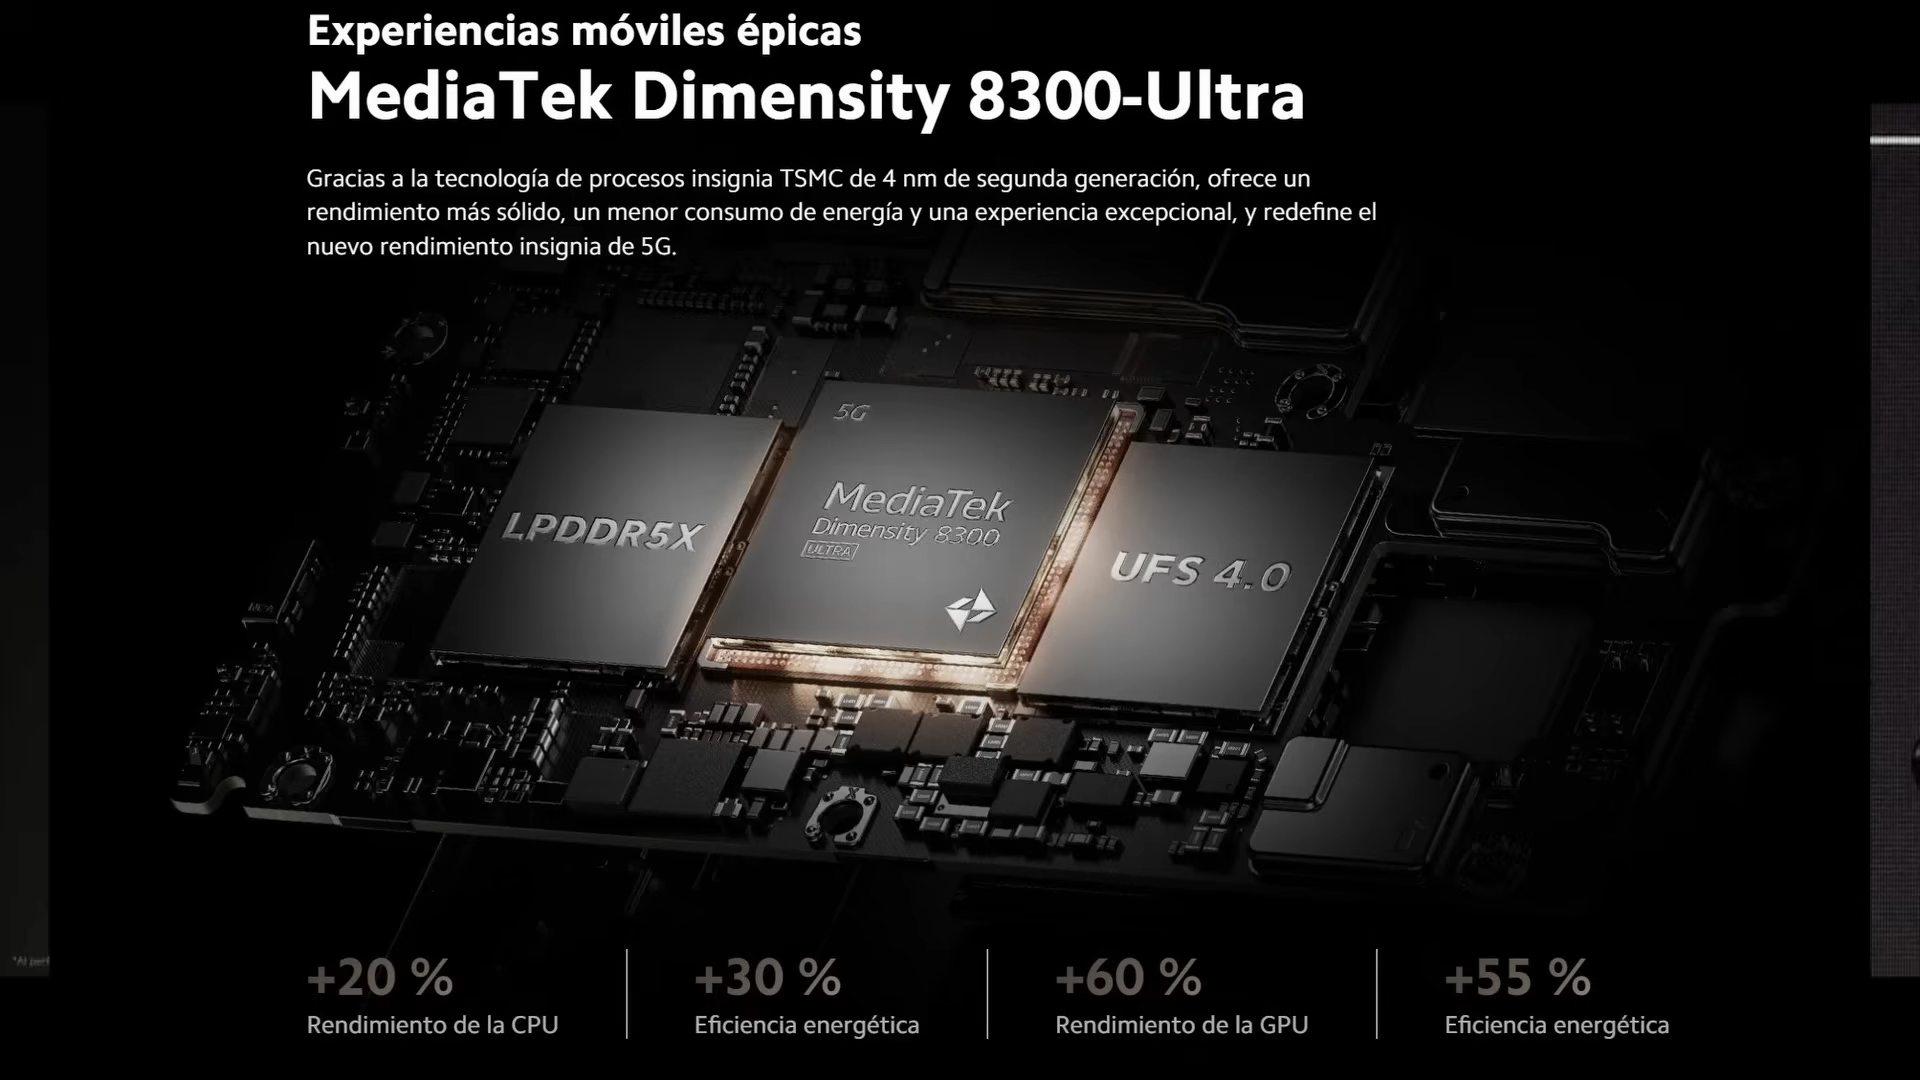 Experiencias móviles épicas
MediaTek Dimensity 8300-Ultra
Gracias a la tecnología de procesos insignia TSMC de 4 nm de segunda generación, ofrece un
rendimiento más sólido, un menor consumo de energía y una experiencia excepcional, y redefine el
nuevo rendimiento insignia de 5G.
5G
MediaTek
Dimensity 8300
ULTRA
LPDDR5X
UFS 4.0
+20 %
Rendimiento de la CPU
+30 %
Eficiencia energética
+60 %
Rendimiento de la GPU
+55 %
Eficiencia energética